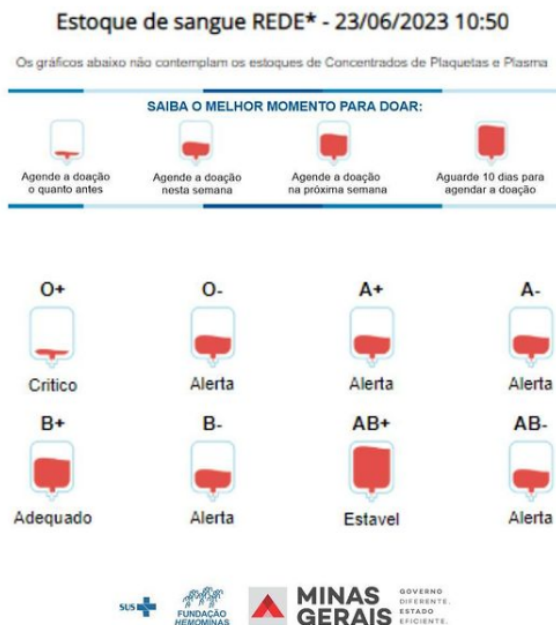 Estoque de sangue REDE* - 23/06/2023 10:50
Os gráficos abaixo não contemplam os estoques de Concentrados de Plaquetas e Plasma
SAIBA O MELHOR MOMENTO PARA DOAR:
Agende a doação
o quanto antes
Agende a doação
nesta semana
Agende a doação
na próxima semana
Aguarde 10 dias para
agendar a doação
O+ O- A+ A-
Critico Alerta Alerta Alerta
B+ B- AB+ AB-
Adequado Alerta Estavel Alerta
SUS
FUNDAÇÃO
HEMOMINAS
MINAS
GERAIS
GOVERNO
DIFERENTE.
ESTADO
EFICIENTE.